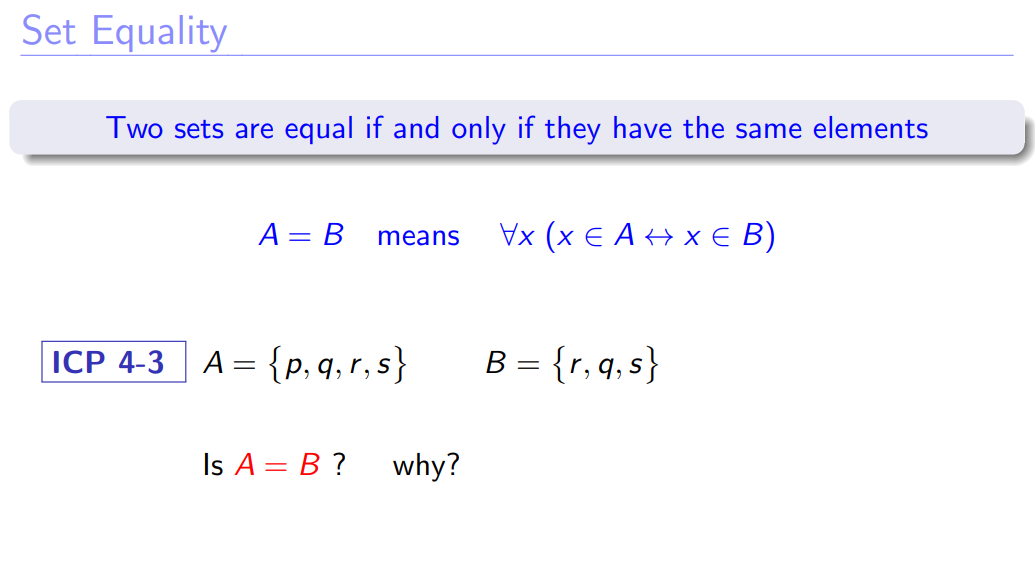 Set Equality
Two sets are equal if and only if they have the same elements
A = B means ∀x (x ∈ A ↔ x ∈ B)
ICP 4-3 A = {p, q, r, s} B = {r, q, s}
Is A = B ? why?